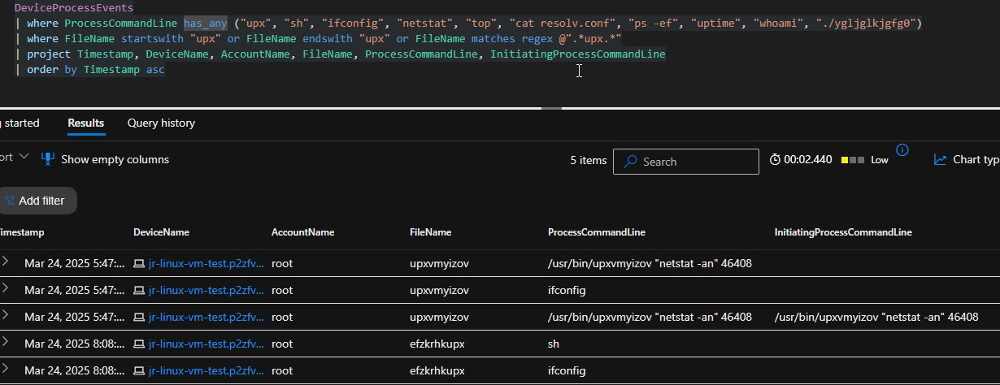 DeviceProcessEvents
| where ProcessCommandLine has_any ("upx", "sh", "ifconfig", "netstat", "top", "cat resolv.conf", "ps -ef", "uptime", "whoami", "./ygljglkjgfg0")
| where FileName startswith "upx" or FileName endswith "upx" or FileName matches regex @".*upx.*"
| project Timestamp, DeviceName, AccountName, FileName, ProcessCommandLine, InitiatingProcessCommandLine
| order by Timestamp asc
g started Results Query history
ort Show empty columns 5 items Search 00:02.440 Low Chart typ
Add filter
Timestamp DeviceName AccountName FileName ProcessCommandLine InitiatingProcessCommandLine
Mar 24, 2025 5:47:... jr-linux-vm-test.p2zfv... root upxvmyizov /usr/bin/upxvmyizov "netstat -an" 46408
Mar 24, 2025 5:47:... jr-linux-vm-test.p2zfv... root upxvmyizov ifconfig
Mar 24, 2025 5:47:... jr-linux-vm-test.p2zfv... root upxvmyizov /usr/bin/upxvmyizov "netstat -an" 46408 /usr/bin/upxvmyizov "netstat -an" 46408
Mar 24, 2025 8:08:... jr-linux-vm-test.p2zfv... root efzkrhkupx sh
Mar 24, 2025 8:08:... jr-linux-vm-test.p2zfv... root efzkrhkupx ifconfig